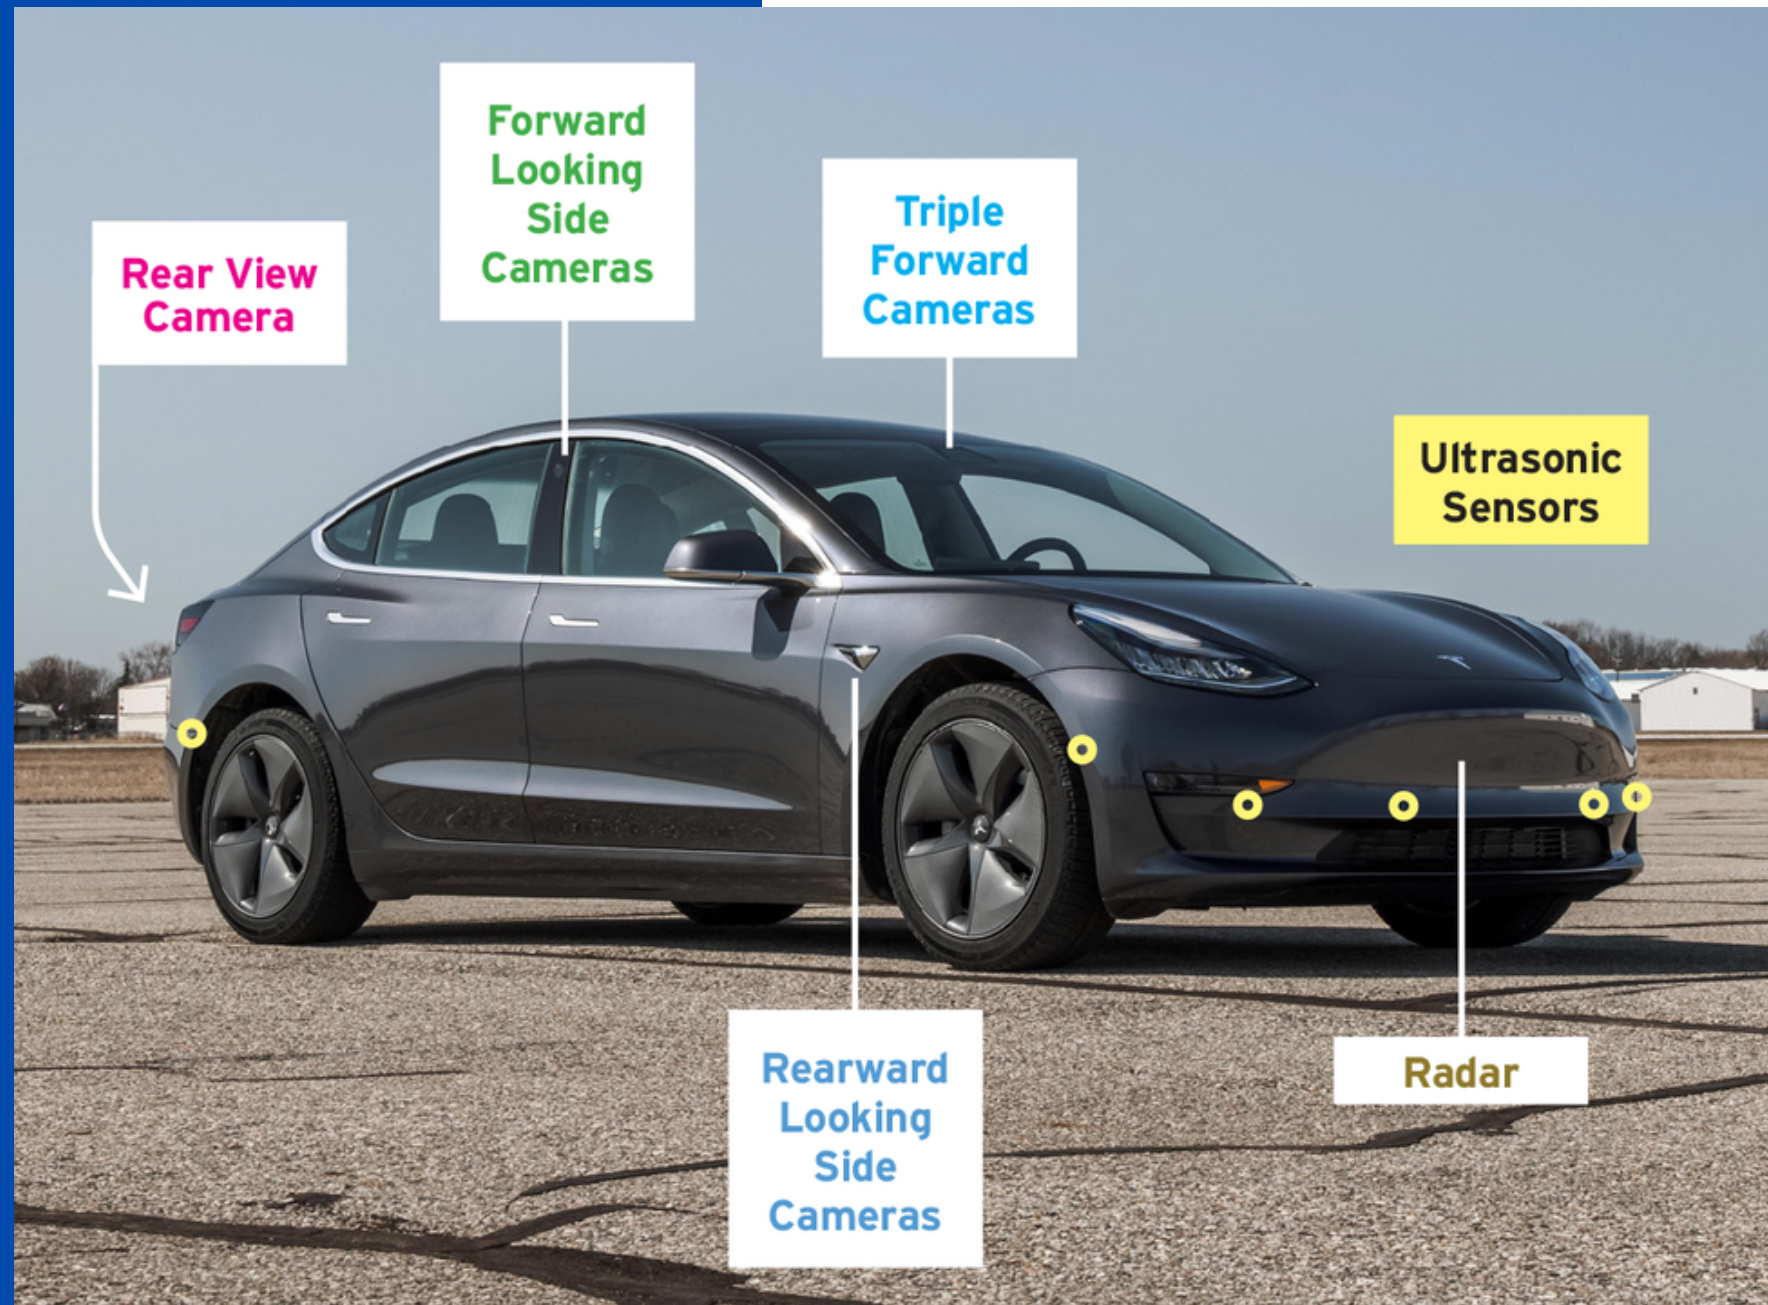 Forward
Looking
Side
Cameras
Triple
Forward
Cameras
Rear View
Camera
Ultrasonic
Sensors
Rearward
Looking
Side
Cameras
Radar